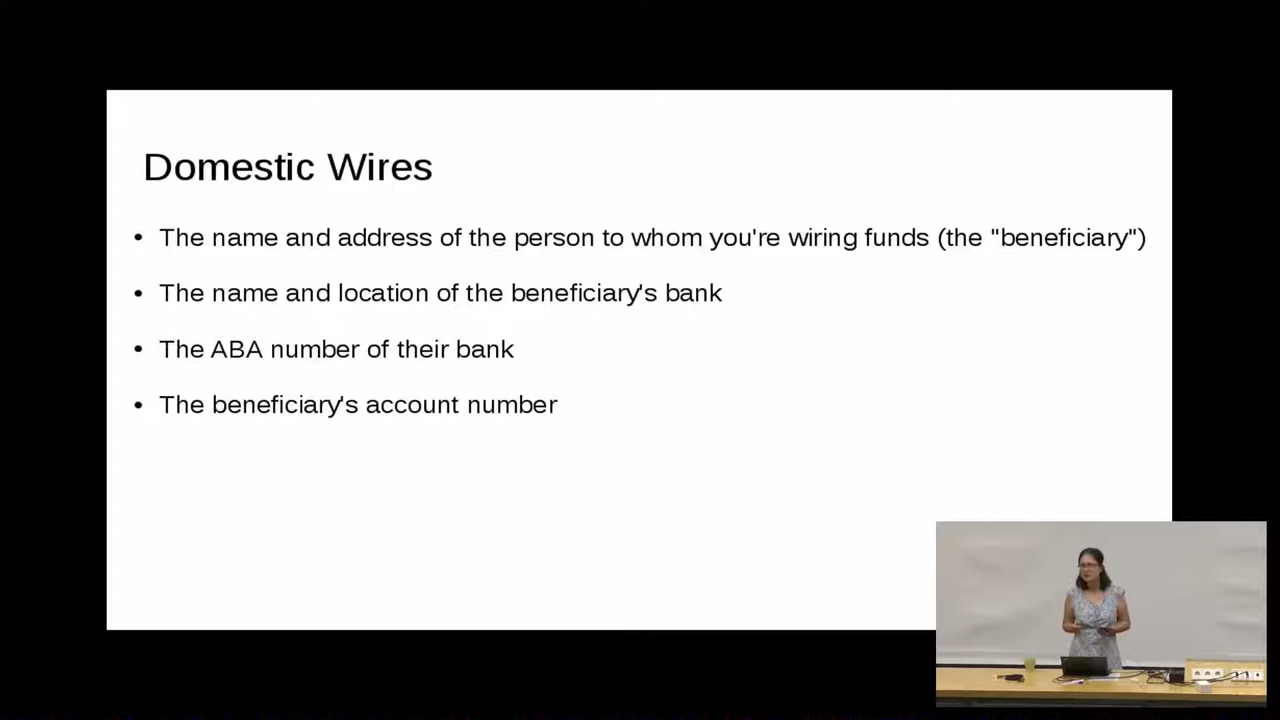 Domestic Wires
• The name and address of the person to whom you're wiring funds (the "beneficiary")
• The name and location of the beneficiary's bank
• The ABA number of their bank
• The beneficiary's account number